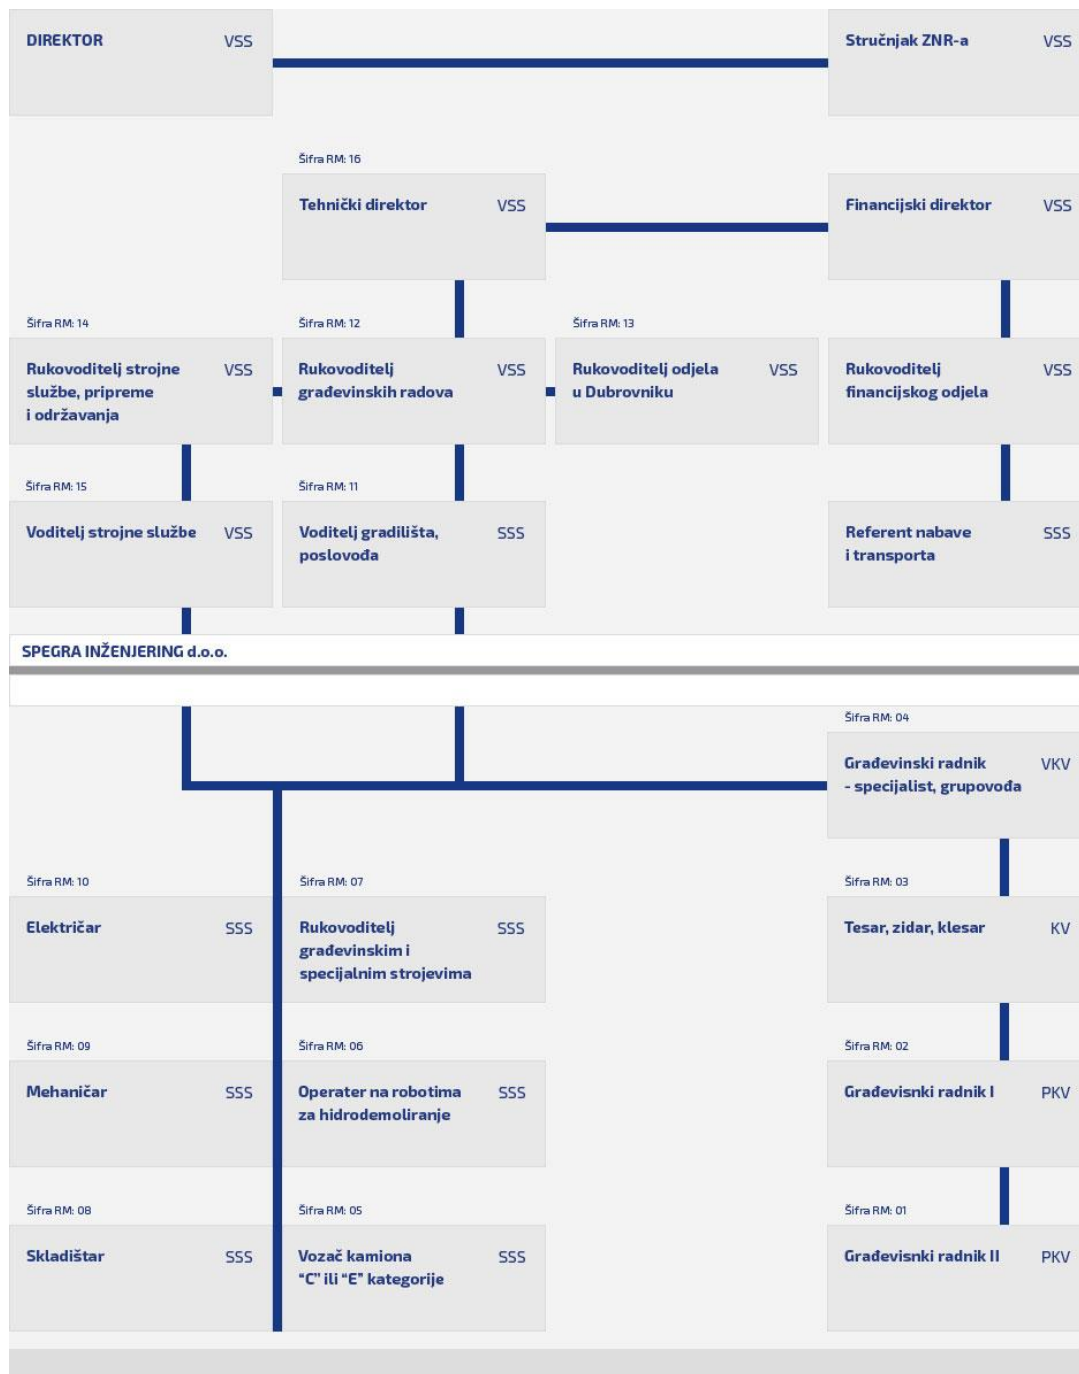 DIREKTOR VSS
Stručnjak ZNR-a VSS
Šifra RM: 16
Tehnički direktor VSS
Financijski direktor VSS
Šifra RM: 14
Rukovoditelj strojne VSS
službe, pripreme
i održavanja
Šifra RM: 12
Rukovoditelj VSS
građevinskih radova
Šifra RM: 13
Rukovoditelj odjela VSS
u Dubrovniku
Rukovoditelj VSS
financijskog odjela
Šifra RM: 15
Voditelj strojne službe VSS
Šifra RM: 11
Voditelj gradilišta, SSS
poslovođa
Referent nabave SSS
i transporta
SPEGRA INŽENJERING d.o.o.
Šifra RM: 04
Građevinski radnik VKV
- specijalist, grupovođa
Šifra RM: 10
Električar SSS
Šifra RM: 07
Rukovoditelj SSS
građevinskim i
specijalnim strojevima
Šifra RM: 03
Tesar, zidar, klesar KV
Šifra RM: 09
Mehaničar SSS
Šifra RM: 06
Operater na robotima SSS
za hidrodemoliranje
Šifra RM: 02
Građevisnki radnik I PKV
Šifra RM: 08
Skladištar SSS
Šifra RM: 05
Vozač kamiona SSS
“C” ili “E” kategorije
Šifra RM: 01
Građevisnki radnik II PKV